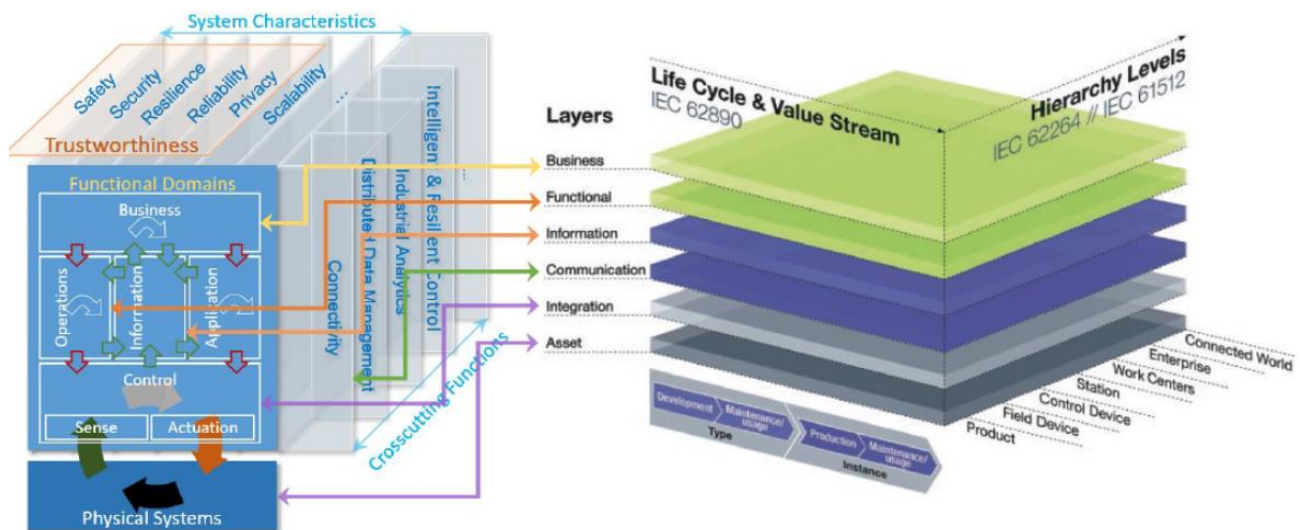 System Characteristics
Safety
Security
Resilience
Reliability
Privacy
Scalability
...
Trustworthiness
Functional Domains
Business
Operations
Information
Application
Control
Sense
Actuation
Physical Systems
Connectivity
Distributed Data Management
Industrial Analytics
Intelligent & Resilient Control
...
Crosscutting Functions
Layers
Business
Functional
Information
Communication
Integration
Asset
Life Cycle & Value Stream
IEC 62890
Hierarchy Levels
IEC 62264 // IEC 61512
Connected World
Enterprise
Work Centers
Station
Control Device
Field Device
Product
Development
Maintenance/
usage
Type
Production
Maintenance/
usage
Instance